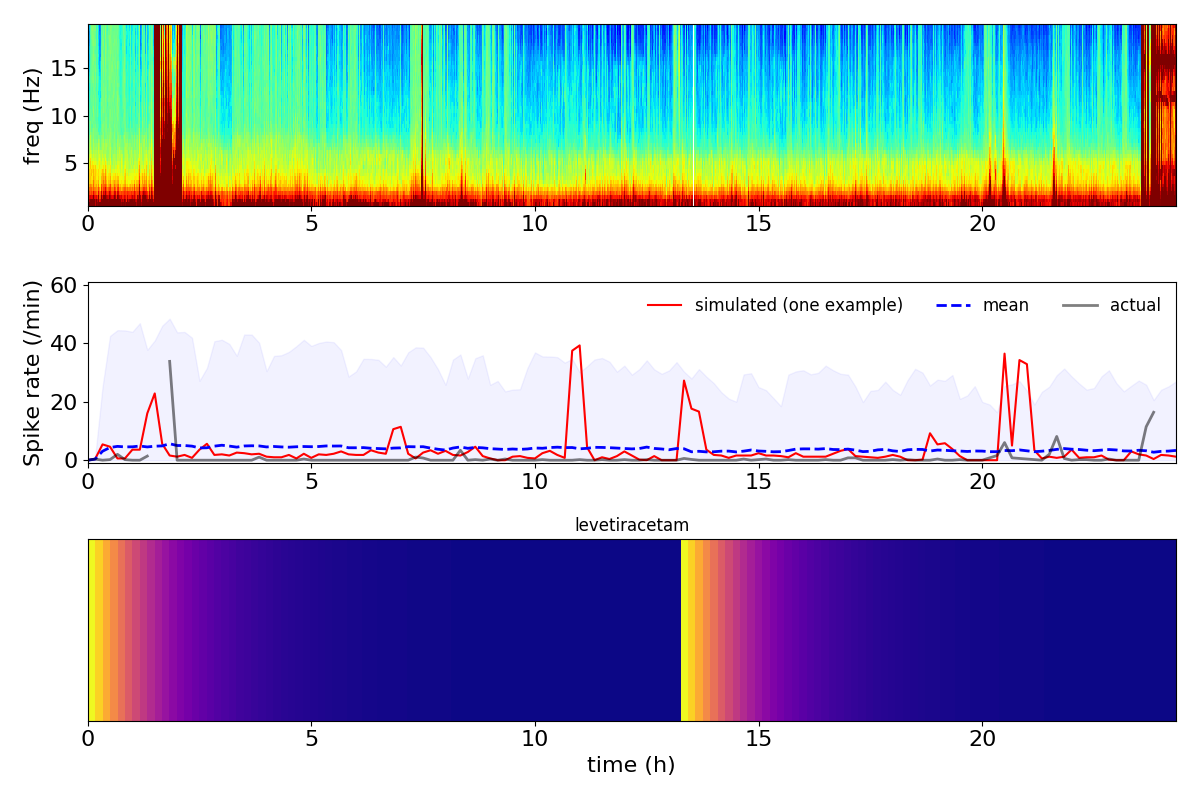 freq (Hz)
15
10
5
0 5 10 15 20
Spike rate (/min)
60
40
20
0
simulated (one example) mean actual
0 5 10 15 20
levetiracetam
0 5 10 15 20
time (h)